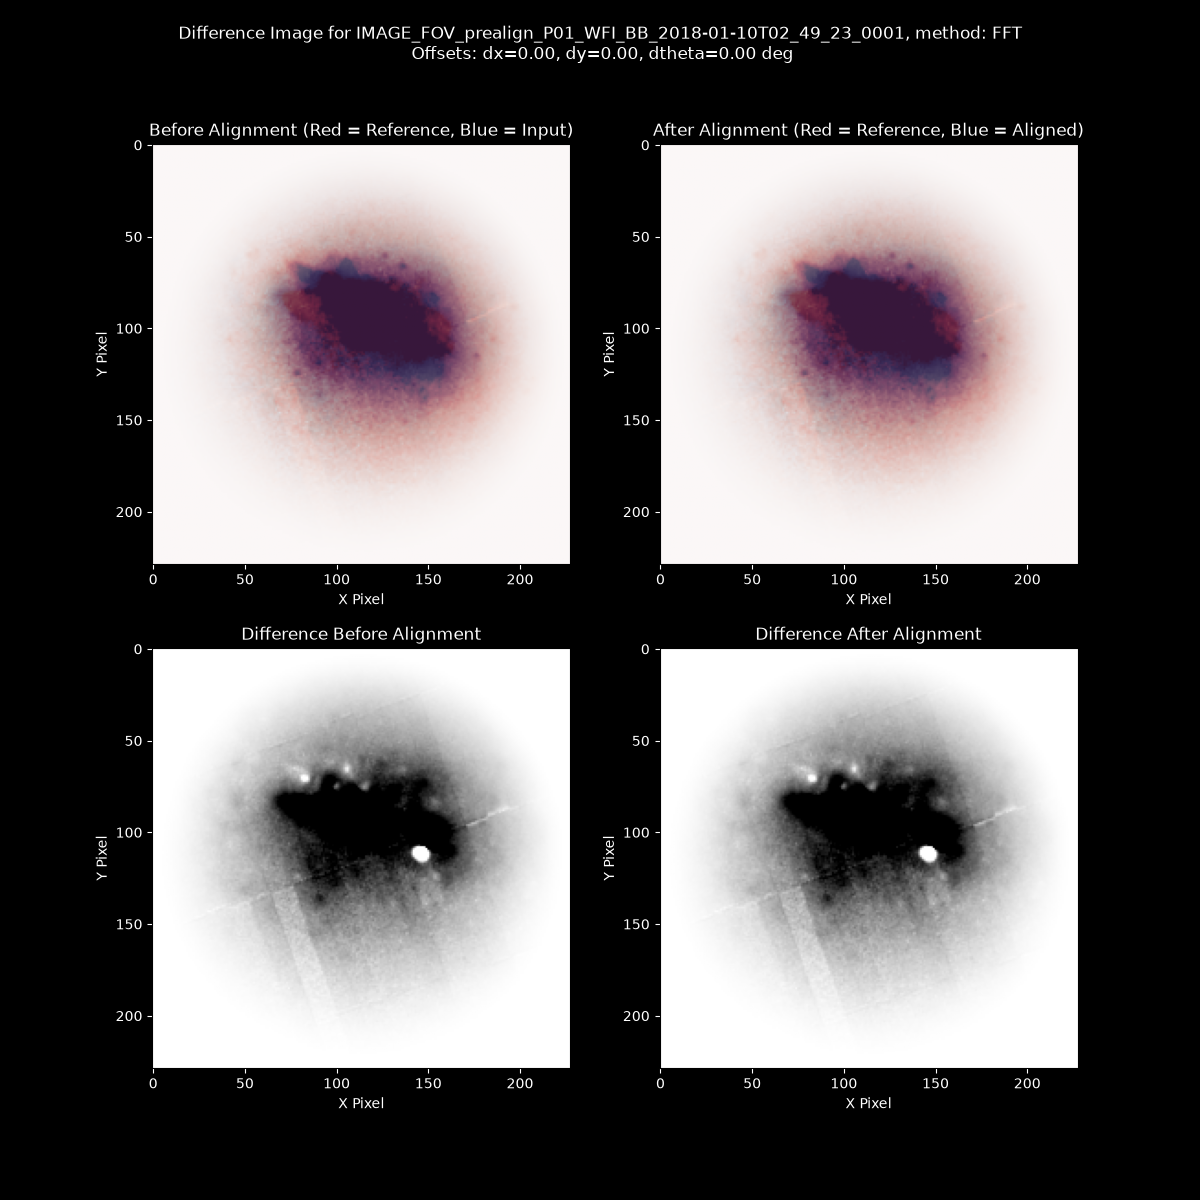 Difference Image for IMAGE_FOV_prealign_P01_WFI_BB_2018-01-10T02_49_23_0001, method: FFT
Offsets: dx=0.00, dy=0.00, dtheta=0.00 deg
Before Alignment (Red = Reference, Blue = Input)
0
50
100
150
200
Y Pixel
0 50 100 150 200
X Pixel
After Alignment (Red = Reference, Blue = Aligned)
0
50
100
150
200
Y Pixel
0 50 100 150 200
X Pixel
Difference Before Alignment
0
50
100
150
200
Y Pixel
0 50 100 150 200
X Pixel
Difference After Alignment
0
50
100
150
200
Y Pixel
0 50 100 150 200
X Pixel